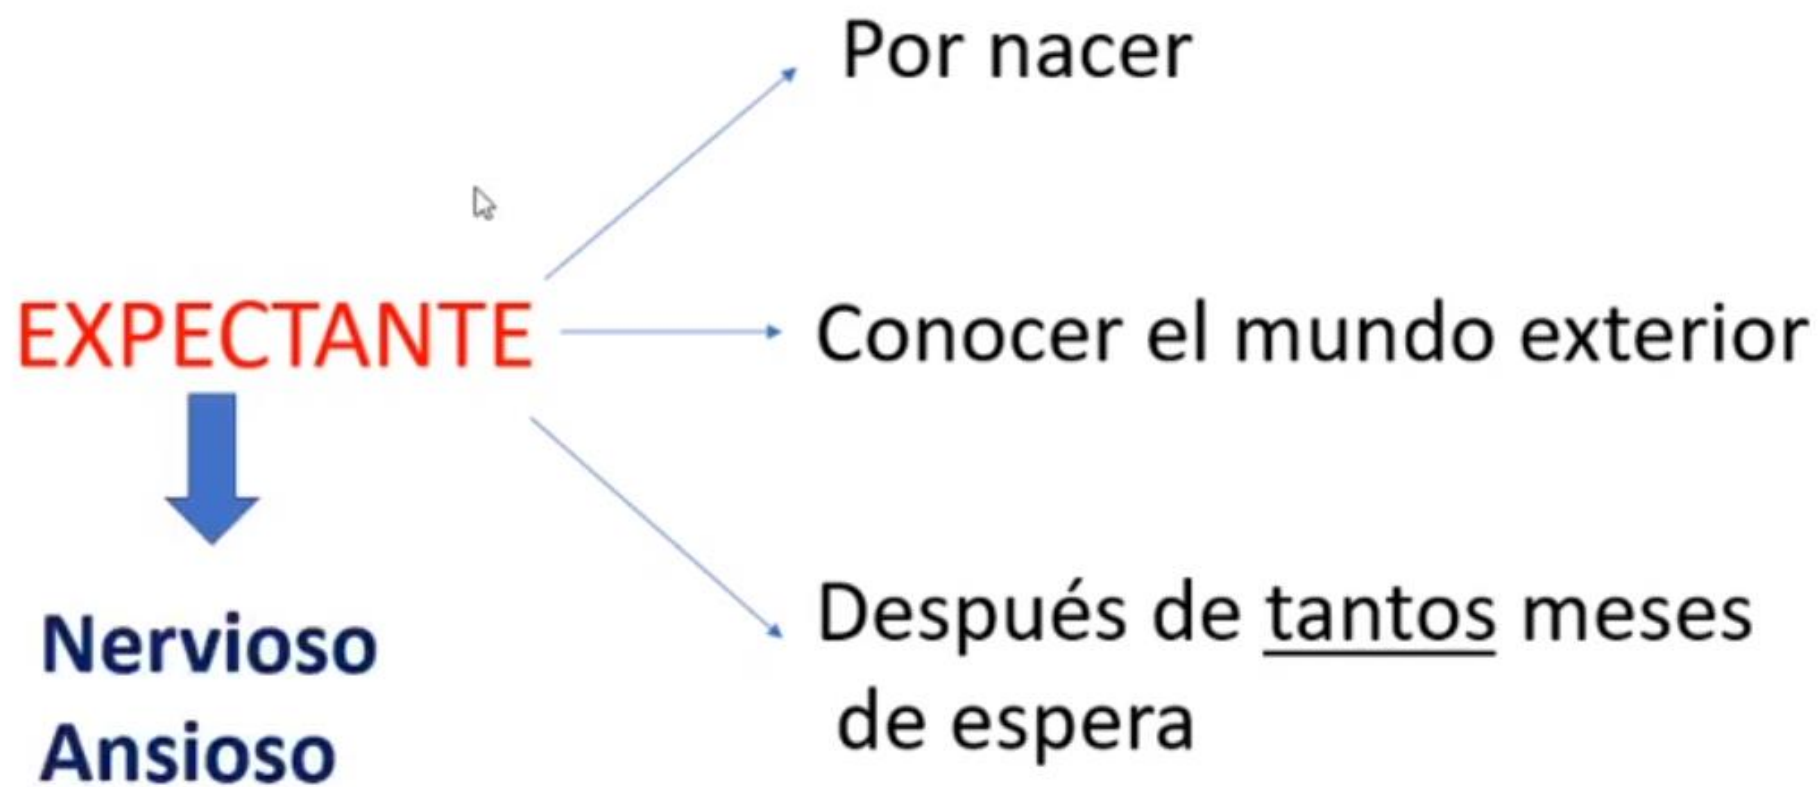 Por nacer
EXPECTANTE
Conocer el mundo exterior
Después de tantos meses
de espera
Nervioso
Ansioso